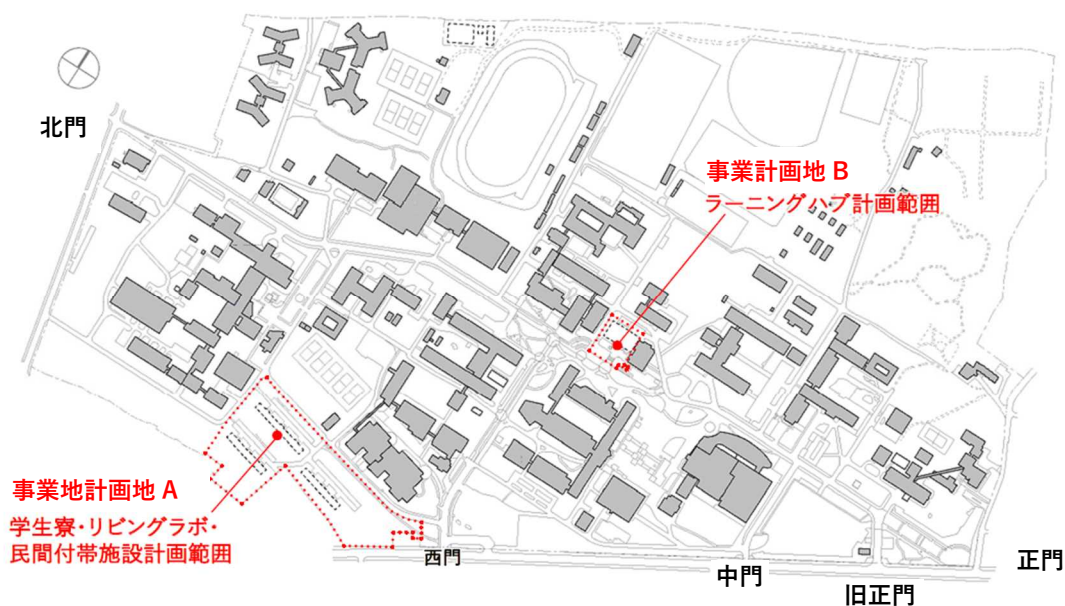 北門
事業計画地 B
ラーニングハブ計画範囲
事業地計画地 A
学生寮・リビングラボ・
民間付帯施設計画範囲
西門
中門
旧正門
正門